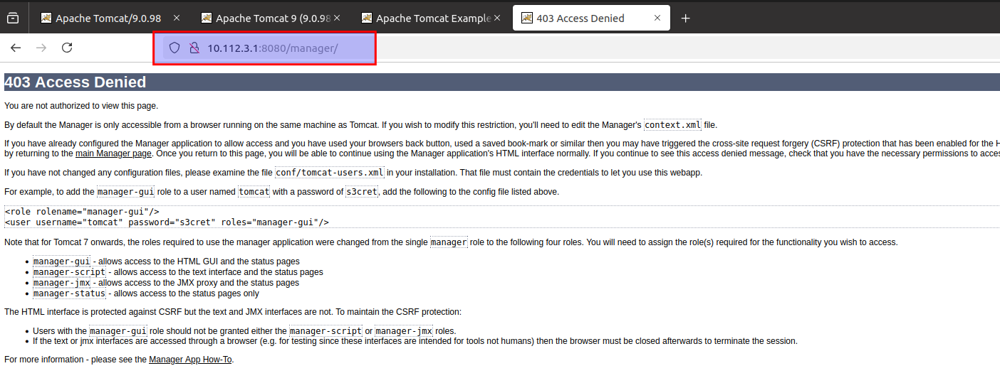 Apache Tomcat/9.0.98
Apache Tomcat 9 (9.0.98
Apache Tomcat Example
403 Access Denied
10.112.3.1:8080/manager/
403 Access Denied
You are not authorized to view this page.
By default the Manager is only accessible from a browser running on the same machine as Tomcat. If you wish to modify this restriction, you'll need to edit the Manager's context.xml file.
If you have already configured the Manager application to allow access and you have used your browsers back button, used a saved book-mark or similar then you may have triggered the cross-site request forgery (CSRF) protection that has been enabled for the H
by returning to the main Manager page. Once you return to this page, you will be able to continue using the Manager application's HTML interface normally. If you continue to see this access denied message, check that you have the necessary permissions to acces
If you have not changed any configuration files, please examine the file conf/tomcat-users.xml in your installation. That file must contain the credentials to let you use this webapp.
For example, to add the manager-gui role to a user named tomcat with a password of s3cret, add the following to the config file listed above.
<role rolename="manager-gui"/>
<user username="tomcat" password="s3cret" roles="manager-gui"/>
Note that for Tomcat 7 onwards, the roles required to use the manager application were changed from the single manager role to the following four roles. You will need to assign the role(s) required for the functionality you wish to access.
• manager-gui - allows access to the HTML GUI and the status pages
• manager-script - allows access to the text interface and the status pages
• manager-jmx - allows access to the JMX proxy and the status pages
• manager-status - allows access to the status pages only
The HTML interface is protected against CSRF but the text and JMX interfaces are not. To maintain the CSRF protection:
• Users with the manager-gui role should not be granted either the manager-script or manager-jmx roles.
• If the text or jmx interfaces are accessed through a browser (e.g. for testing since these interfaces are intended for tools not humans) then the browser must be closed afterwards to terminate the session.
For more information - please see the Manager App How-To.